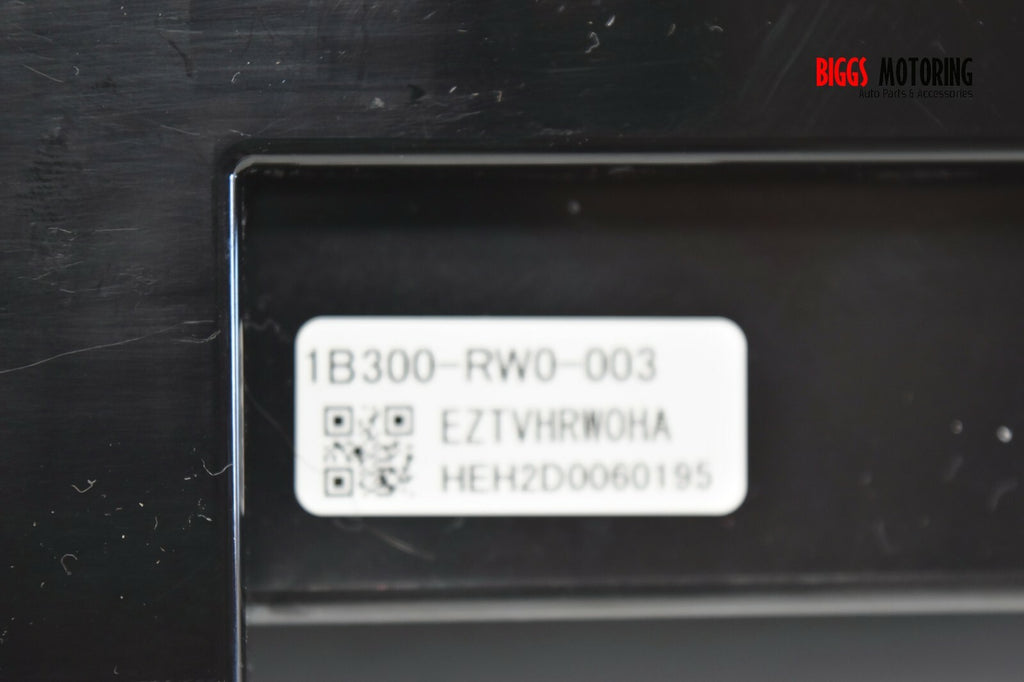 BIGGS MOTORING
Auto Parts & Accessories
1B300-RW0-003
EZTVHRW0HA
HEH2D0060195